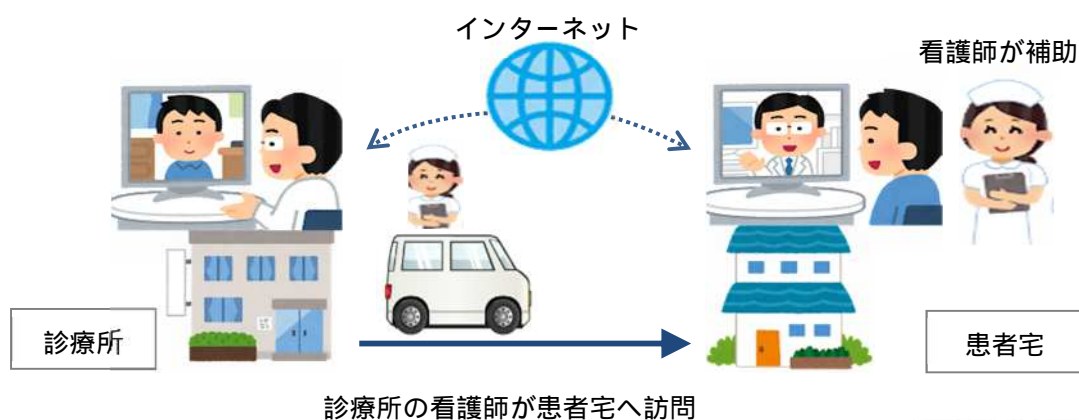 インターネット
看護師が補助
診療所
患者宅
診療所の看護師が患者宅へ訪問